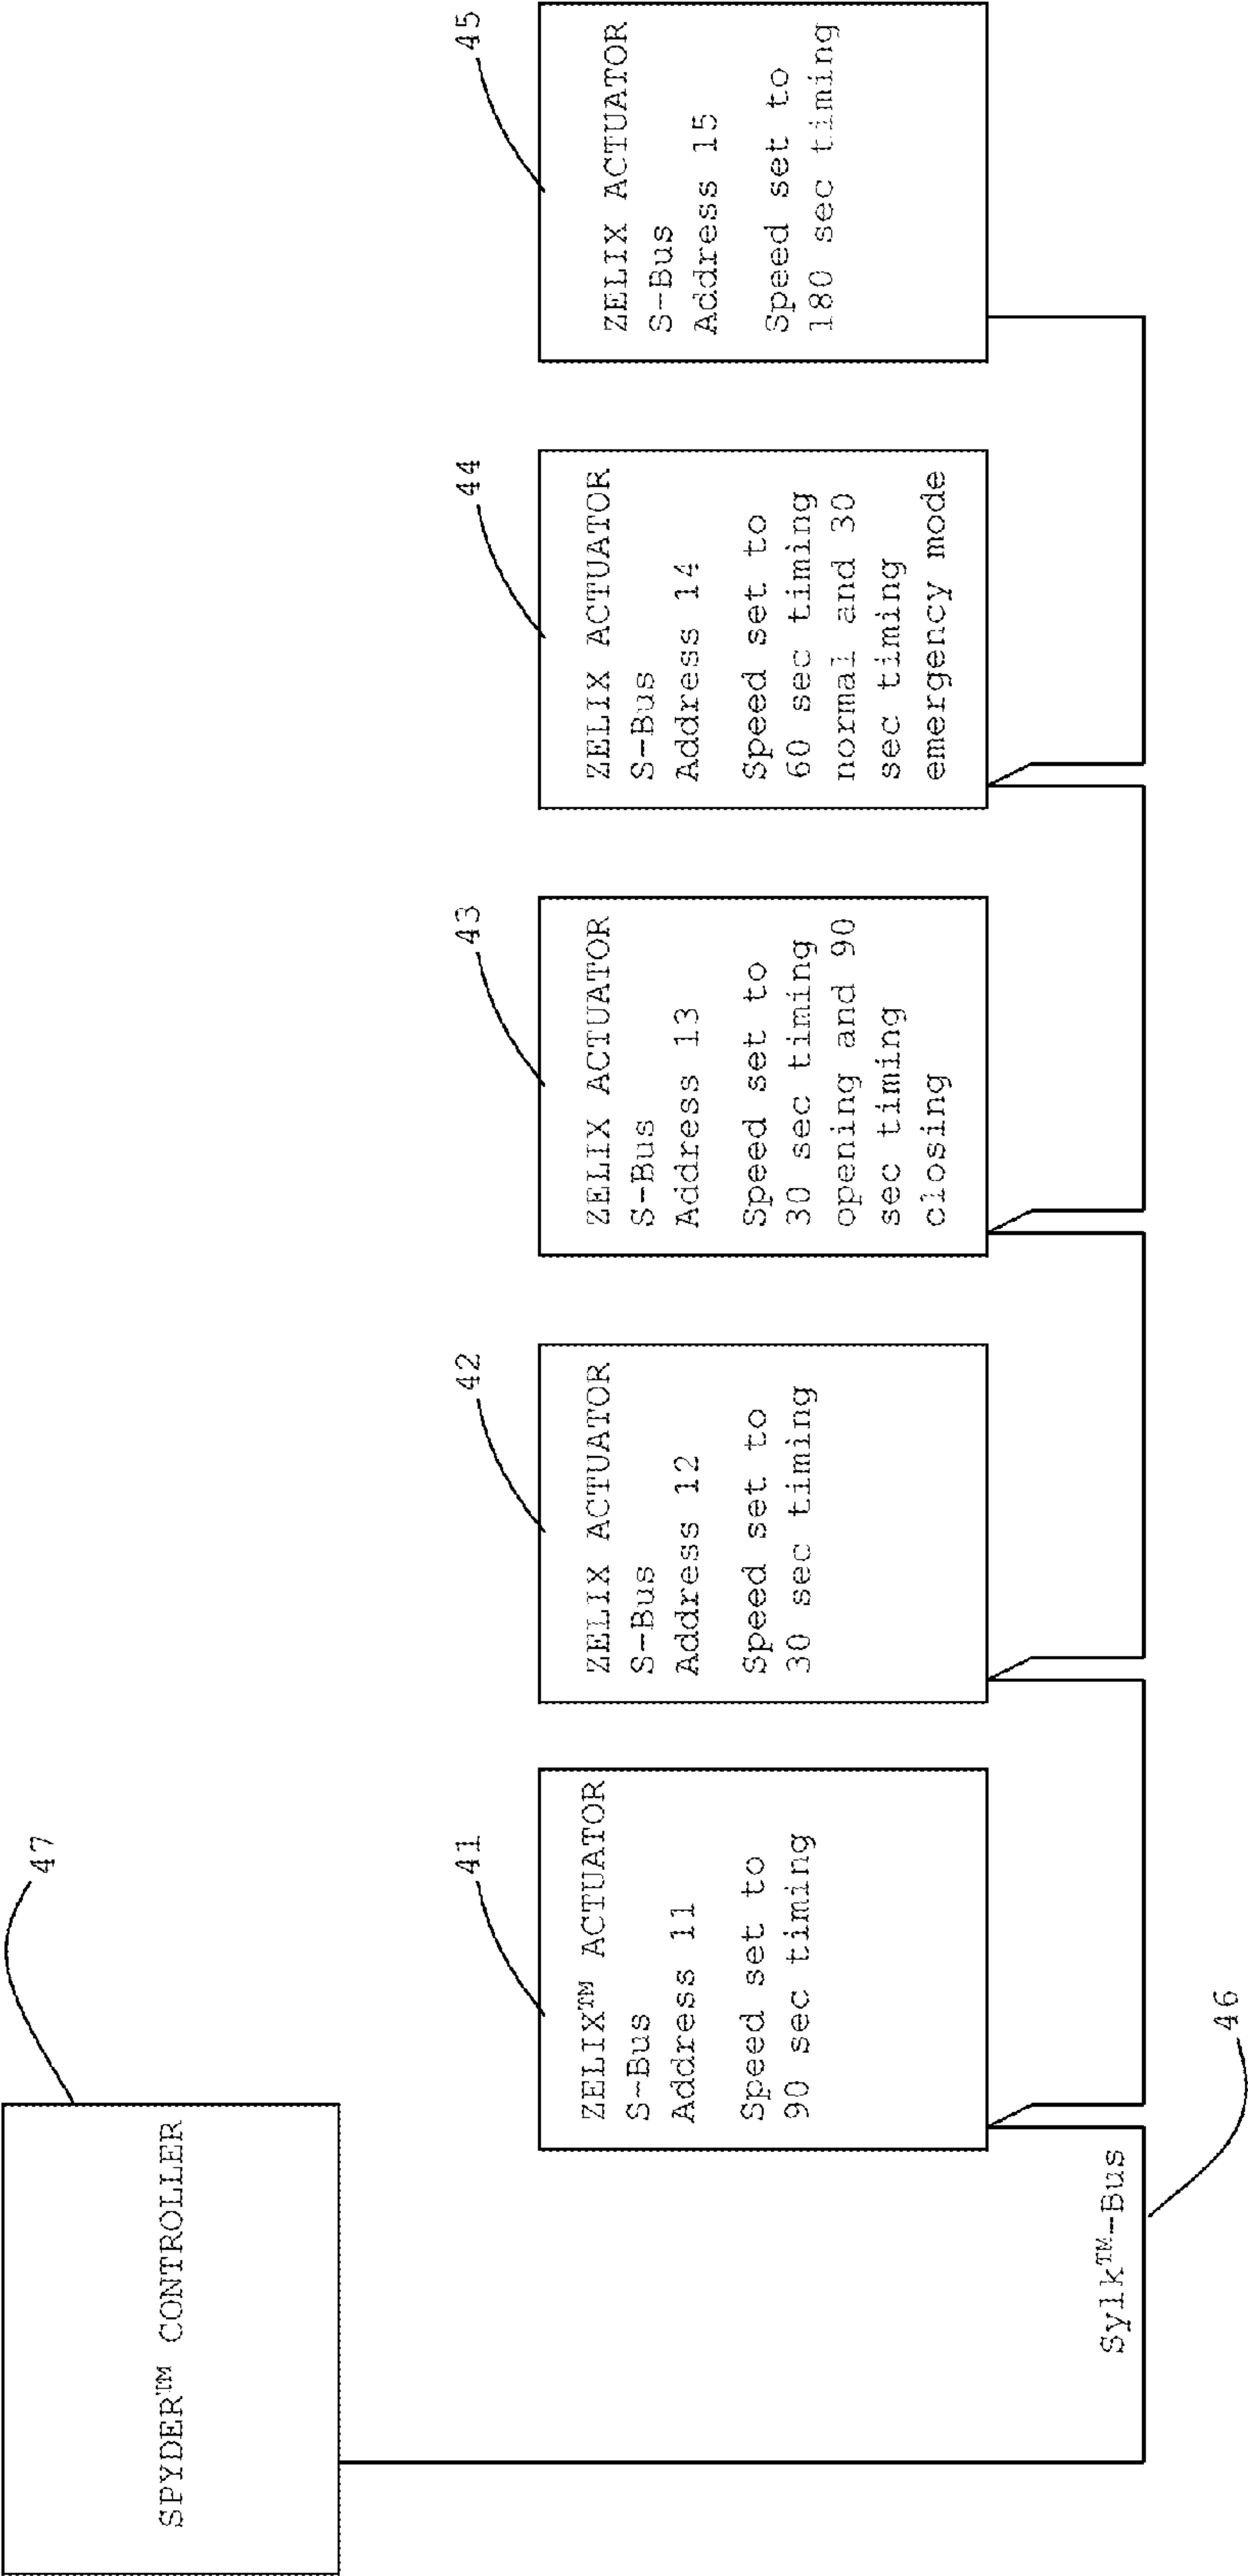 47
SPYDER™ CONTROLLER
41
ZELIX™ ACTUATOR
S-Bus
Address 11
Speed set to
90 sec timing
42
ZELIX ACTUATOR
S-Bus
Address 12
Speed set to
30 sec timing
43
ZELIX ACTUATOR
S-Bus
Address 13
Speed set to
30 sec timing
opening and 90
sec timing
closing
44
ZELIX ACTUATOR
S-Bus
Address 14
Speed set to
60 sec timing
normal and 30
sec timing
emergency mode
45
ZELIX ACTUATOR
S-Bus
Address 15
Speed set to
180 sec timing
Sylk™-Bus
46